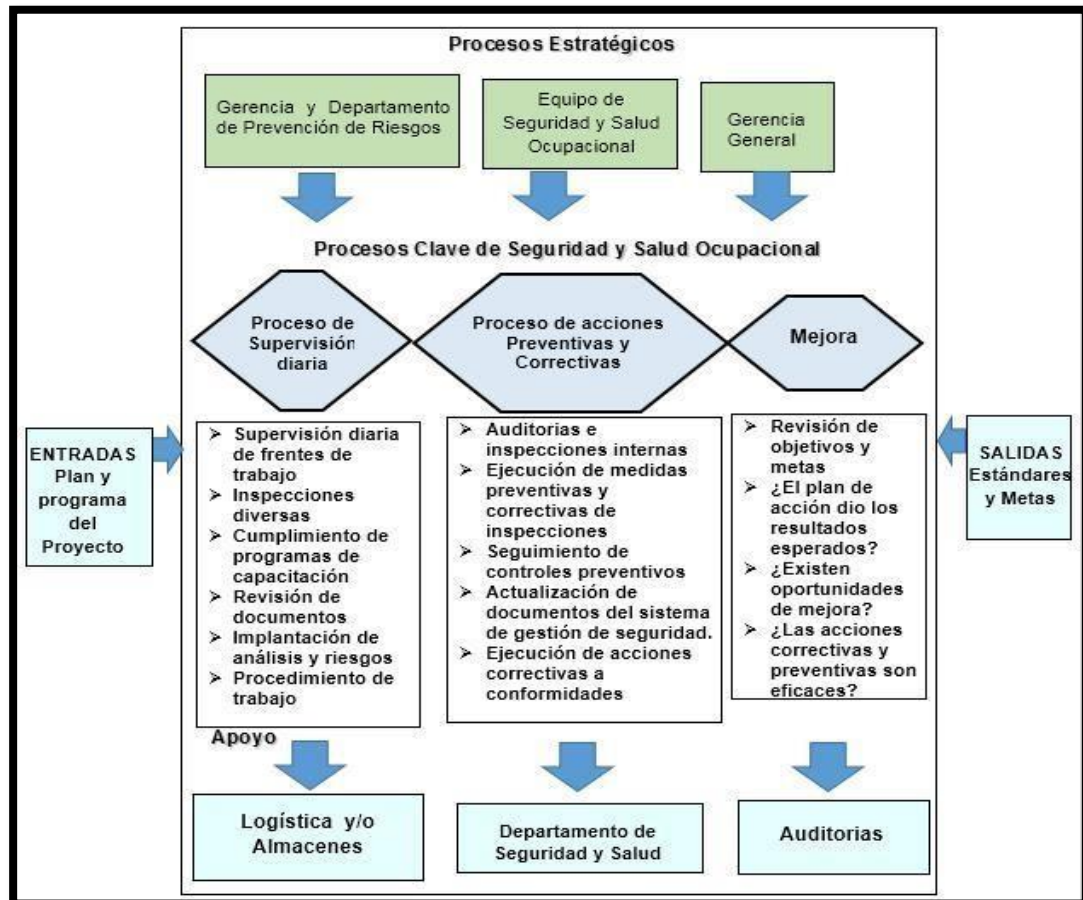 Procesos Estratégicos
Gerencia y Departamento
de Prevención de Riesgos
Equipo de
Seguridad y Salud
Ocupacional
Gerencia
General
Procesos Clave de Seguridad y Salud Ocupacional
Proceso de
Supervisión
diaria
Proceso de acciones
Preventivas y
Correctivas
Mejora
ENTRADAS
Plan y
programa
del
Proyecto
➢ Supervisión diaria
de frentes de
trabajo
➢ Inspecciones
diversas
➢ Cumplimiento de
programas de
capacitación
➢ Revisión de
documentos
➢ Implantación de
análisis y riesgos
➢ Procedimiento de
trabajo
➢ Auditorias e
inspecciones internas
➢ Ejecución de medidas
preventivas y
correctivas de
inspecciones
➢ Seguimiento de
controles preventivos
➢ Actualización de
documentos del sistema
de gestión de seguridad.
➢ Ejecución de acciones
correctivas a
conformidades
➢ Revisión de
objetivos y
metas
➢ ¿El plan de
acción dio los
resultados
esperados?
➢ ¿Existen
oportunidades
de mejora?
➢ ¿Las acciones
correctivas y
preventivas son
eficaces?
SALIDAS
Estándares
y Metas
Apoyo
Logística y/o
Almacenes
Departamento de
Seguridad y Salud
Auditorias